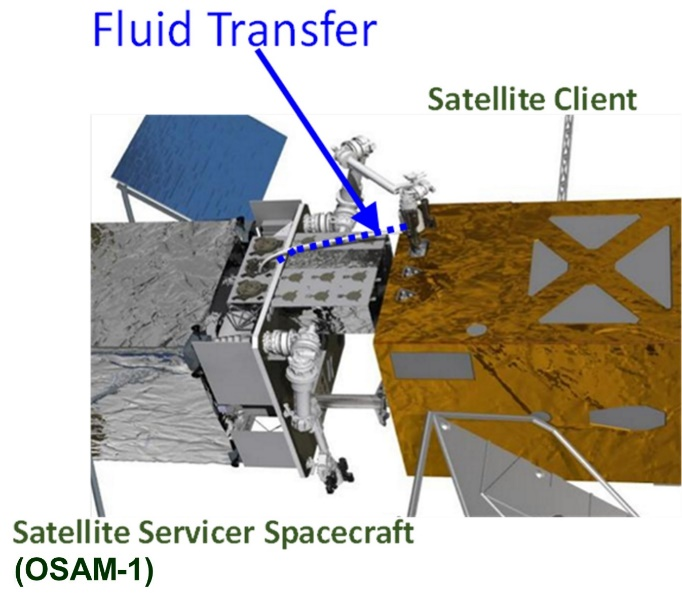 Fluid Transfer
Satellite Client
Satellite Servicer Spacecraft
(OSAM-1)